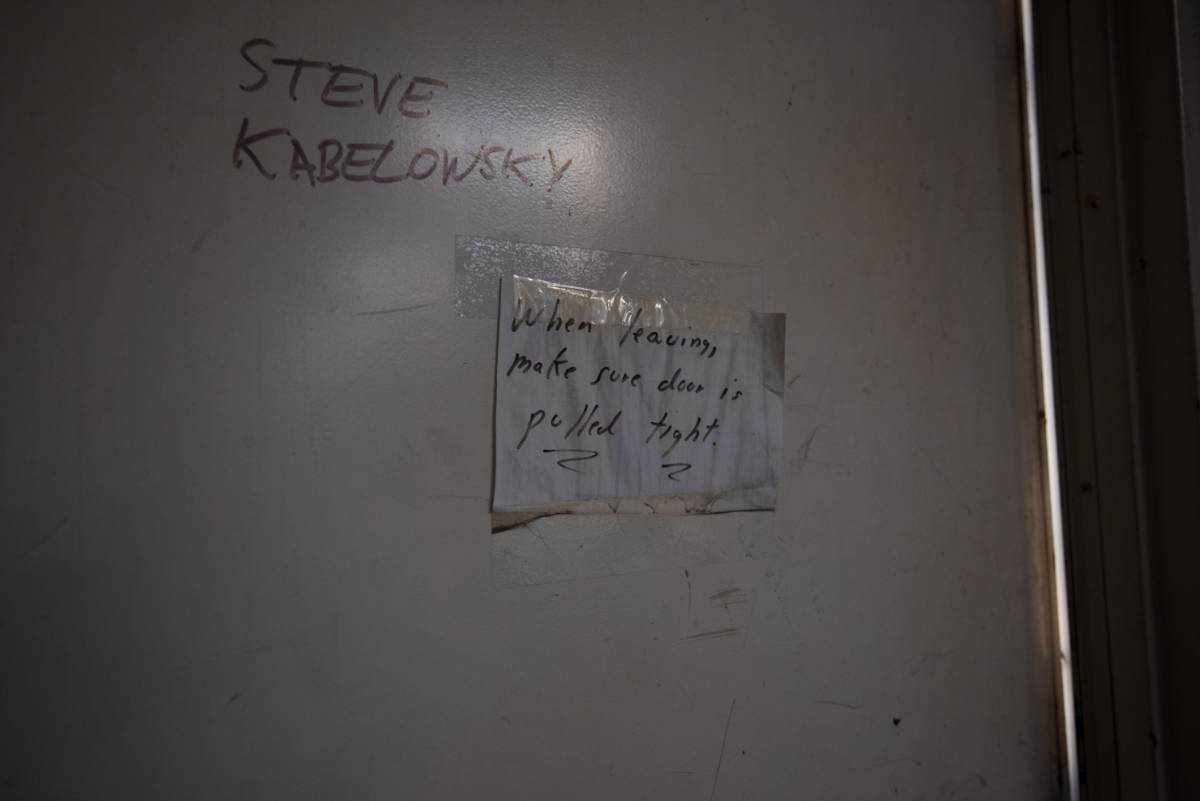 STEVE
KABELOWSKY
When leaving,
make sure door is
pulled tight.